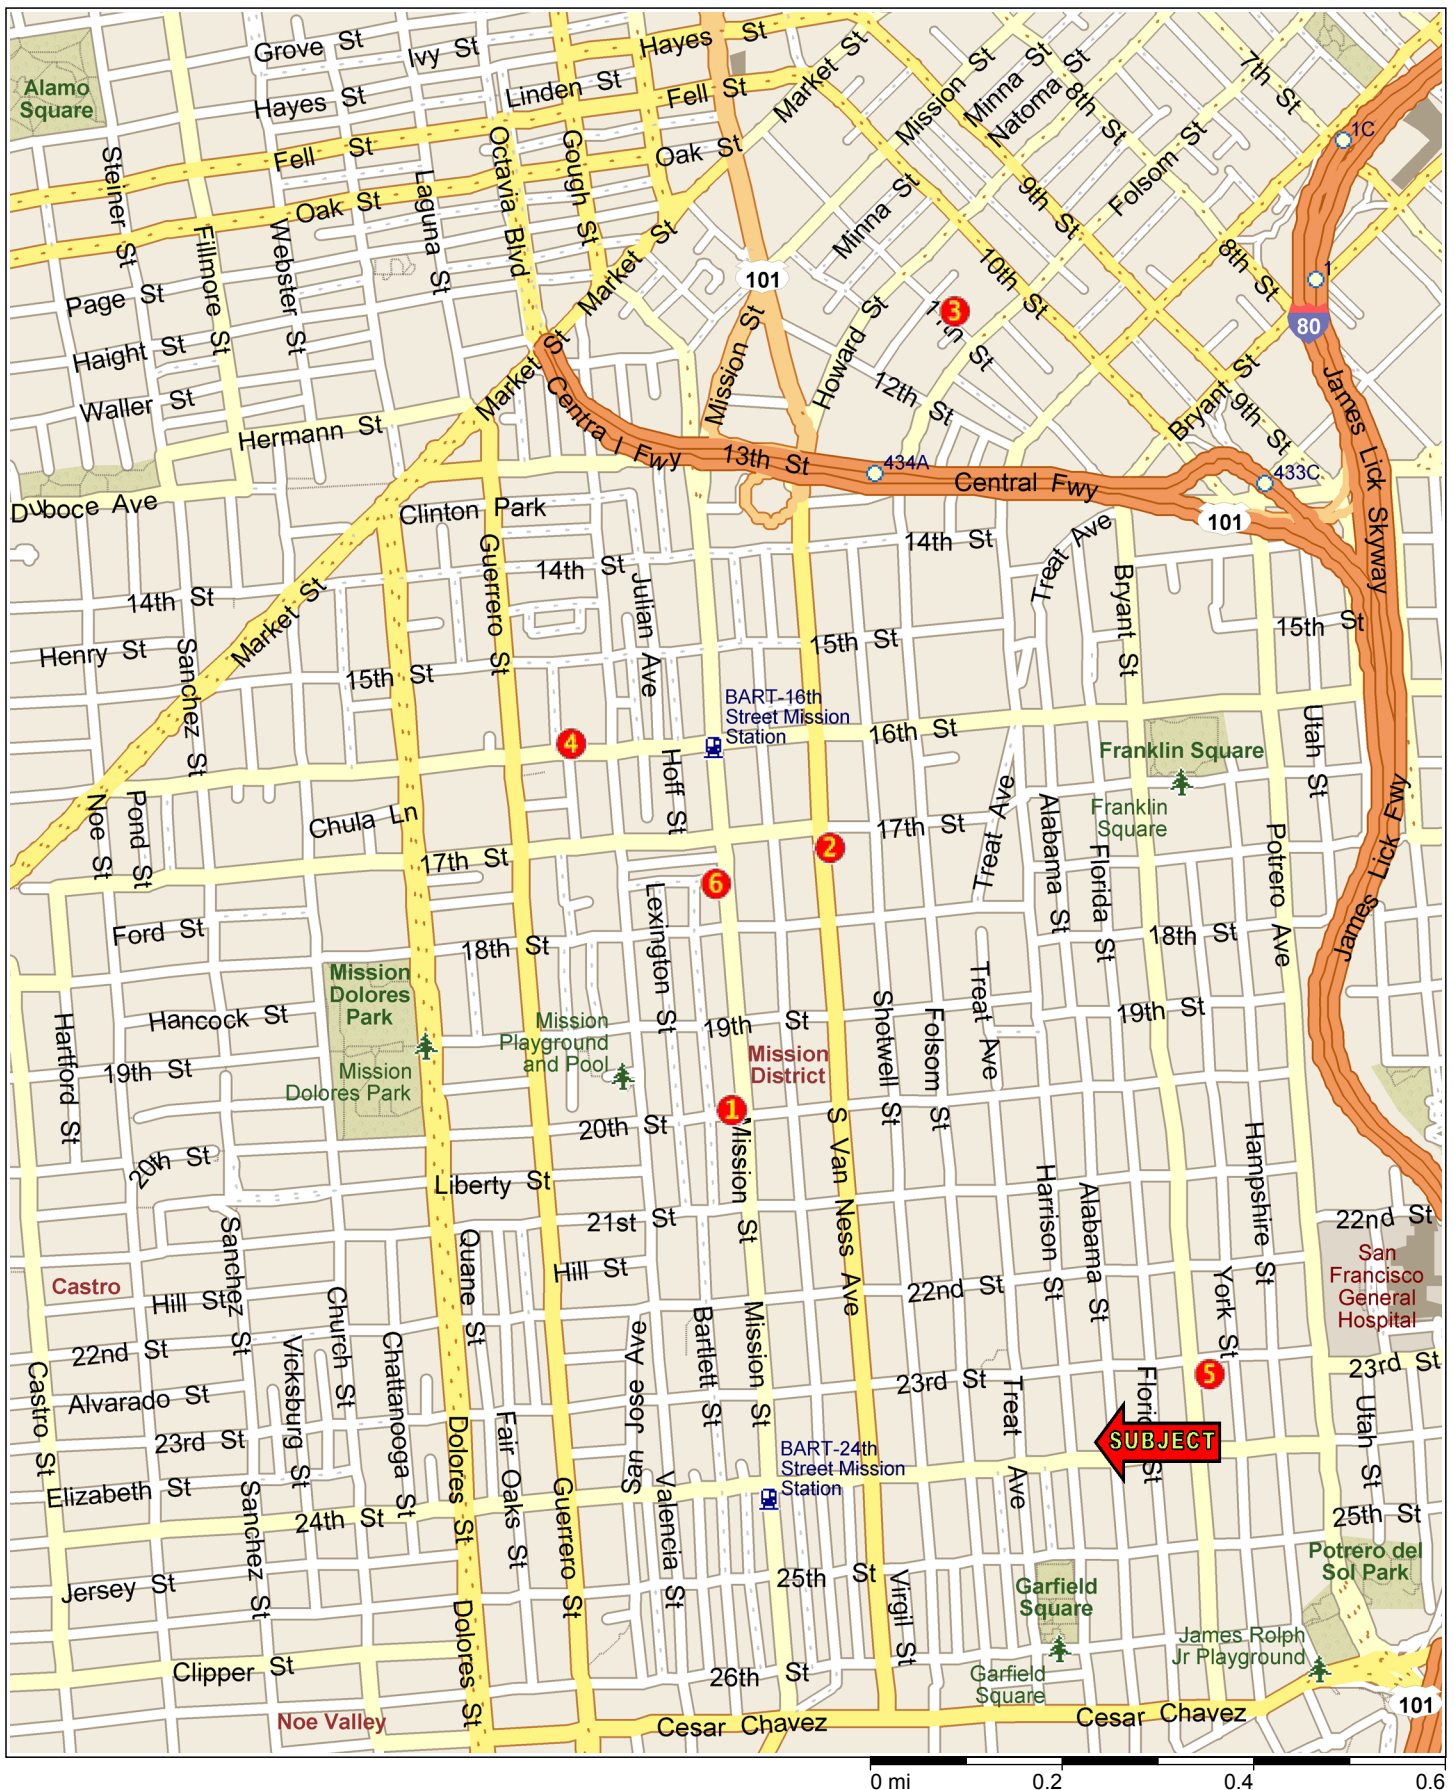 Grove St
Ivy St
Hayes St
Alamo
Square
Hayes St
Linden St
Fell St
Market St
Mission St
Minna St
Natoma St
8th St
7th St
1C
Fell St
Oak St
Steiner St
Fillmore St
Webster St
Laguna St
Octavia Blvd
Gough St
Oak St
Market St
Minna St
9th St
Folsom St
10th St
8th St
1
80
101
Page St
Haight St
Waller St
Hermann St
Market St
Central Fwy
Mission St
Howard St
3
St
12th St
Bryant St
9th St
James Lick Skyway
13th St
434A
Central Fwy
433C
101
Duboce Ave
Clinton Park
14th St
Treat Ave
14th St
14th St
Market St
Guerrero St
Julian Ave
Bryant St
15th St
Henry St
Sanchez St
15th St
15th St
BART-16th
Street Mission
Station
16th St
4
Hoff St
Franklin Square
Franklin
Square
Utah St
James Lick Fwy
Noe St
Pond St
Chula Ln
17th St
17th St
2
6
Treat Ave
Alabama St
Florida St
Potrero Ave
Ford St
18th St
Lexington St
18th St
Mission
Dolores
Park
Hancock St
Hartford St
19th St
Mission
Dolores Park
Mission
Playground
and Pool
19th St
Mission
District
Shotwell St
Folsom St
Treat Ave
19th St
James Lick Fwy
1
20th St
20th St
Liberty St
21st St
Mission St
S Van Ness Ave
Harrison St
Alabama St
Hampshire St
22nd St
San
Francisco
General
Hospital
Castro
Hill St
Sanchez St
Quane St
Hill St
22nd St
York St
22nd St
Church St
Vicksburg St
Chattanooga St
San Jose Ave
Bartlett St
Mission St
23rd St
5
23rd St
Castro St
Alvarado St
23rd St
Elizabeth St
Dolores St
Fair Oaks St
Guerrero St
Valencia St
BART-24th
Street Mission
Station
Treat Ave
SUBJECT
St
Utah St
24th St
Sanchez St
25th St
Potrero del
Sol Park
Jersey St
25th St
Virgil St
Garfield
Square
James Rolph
Jr Playground
Garfield
Square
Clipper St
Dolores St
26th St
101
Noe Valley
Cesar Chavez
Cesar Chavez
0 mi 0.2 0.4 0.6